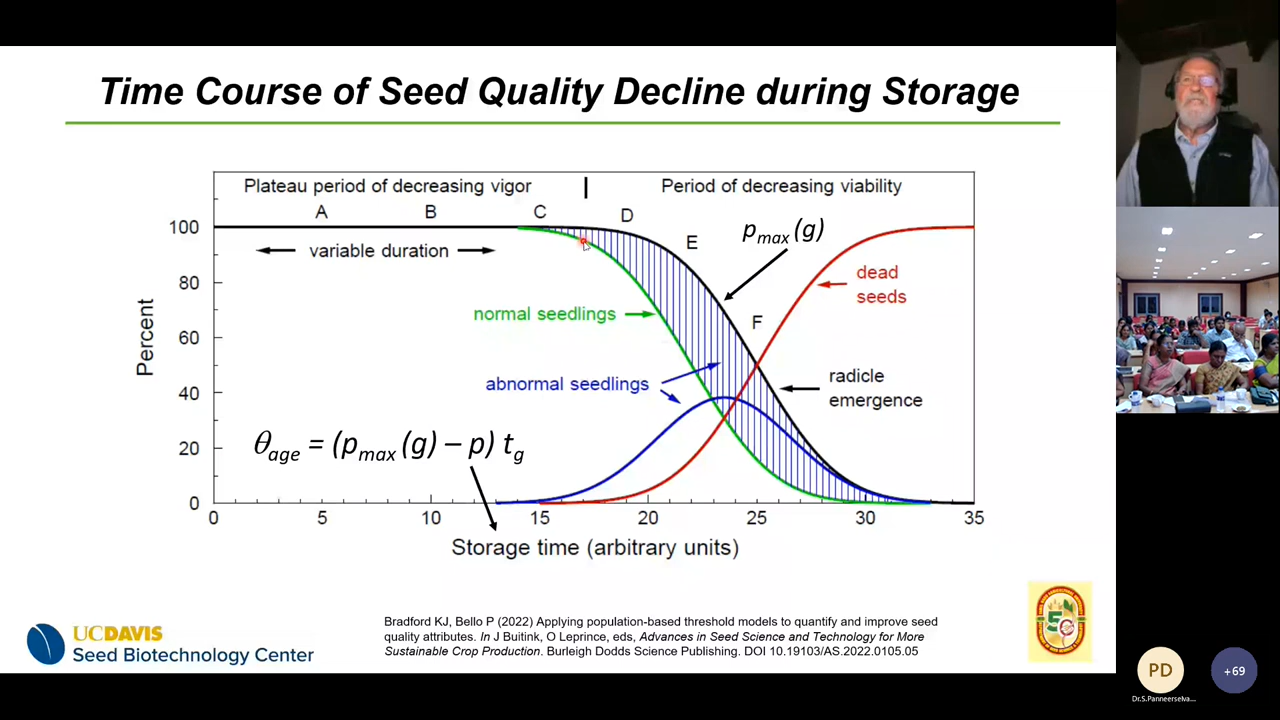 Time Course of Seed Quality Decline during Storage
Plateau period of decreasing vigor
Period of decreasing viability
A
B
C
D
E
F
pmax (g)
variable duration
dead
seeds
normal seedlings
abnormal seedlings
radicle
emergence
θage = (pmax (g) – p) tg
Percent
100
80
60
40
20
0
0
5
10
15
20
25
30
35
Storage time (arbitrary units)
UCDAVIS
Seed Biotechnology Center
Bradford KJ, Bello P (2022) Applying population-based threshold models to quantify and improve seed
quality attributes. In J Buitink, O Leprince, eds, Advances in Seed Science and Technology for More
Sustainable Crop Production. Burleigh Dodds Science Publishing. DOI 10.19103/AS.2022.0105.05
PD
+69
Dr.S.Panneerselva...